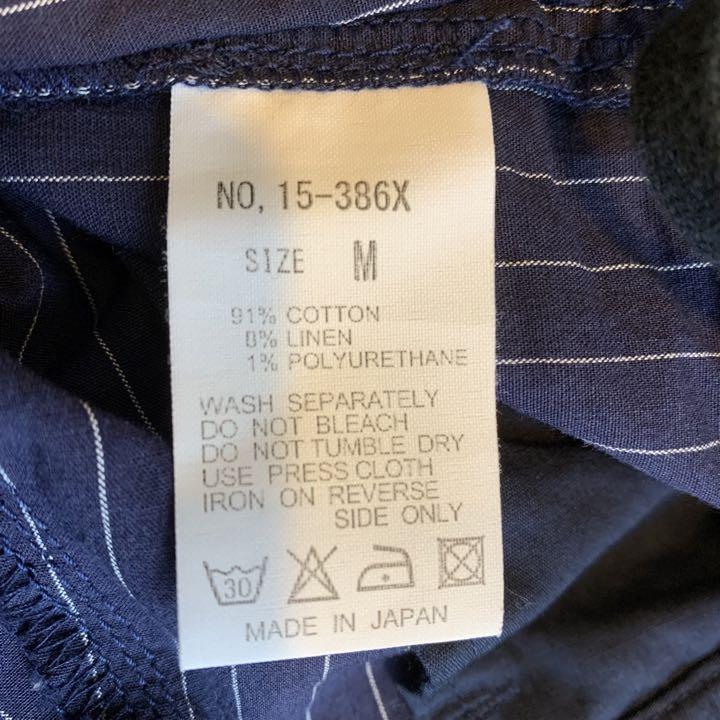 NO, 15-386X
SIZE M
91% COTTON
8% LINEN
1% POLYURETHANE
WASH SEPARATELY
DO NOT BLEACH
DO NOT TUMBLE DRY
USE PRESS CLOTH
IRON ON REVERSE
SIDE ONLY
30
MADE IN JAPAN